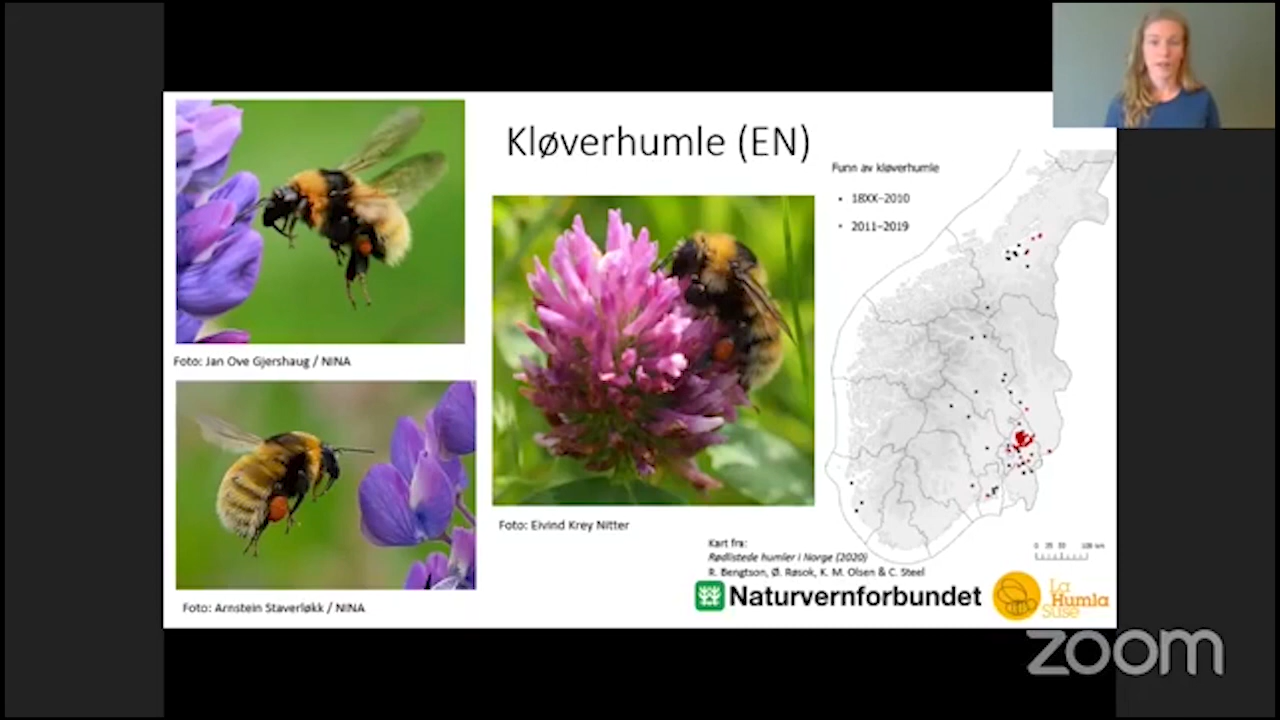 Kløverhumle (EN)
Funn av kløverhumle
• 18XX–2010
• 2011–2019
Foto: Jan Ove Gjershaug / NINA
Foto: Eivind Krey Nitter
Kart fra:
Rødlistede humler i Norge (2020)
R. Bengtson, Ø. Røsok, K. M. Olsen & C. Steel
Foto: Arnstein Staverløkk / NINA
Naturvernforbundet
La
Humla
Suse
zoom